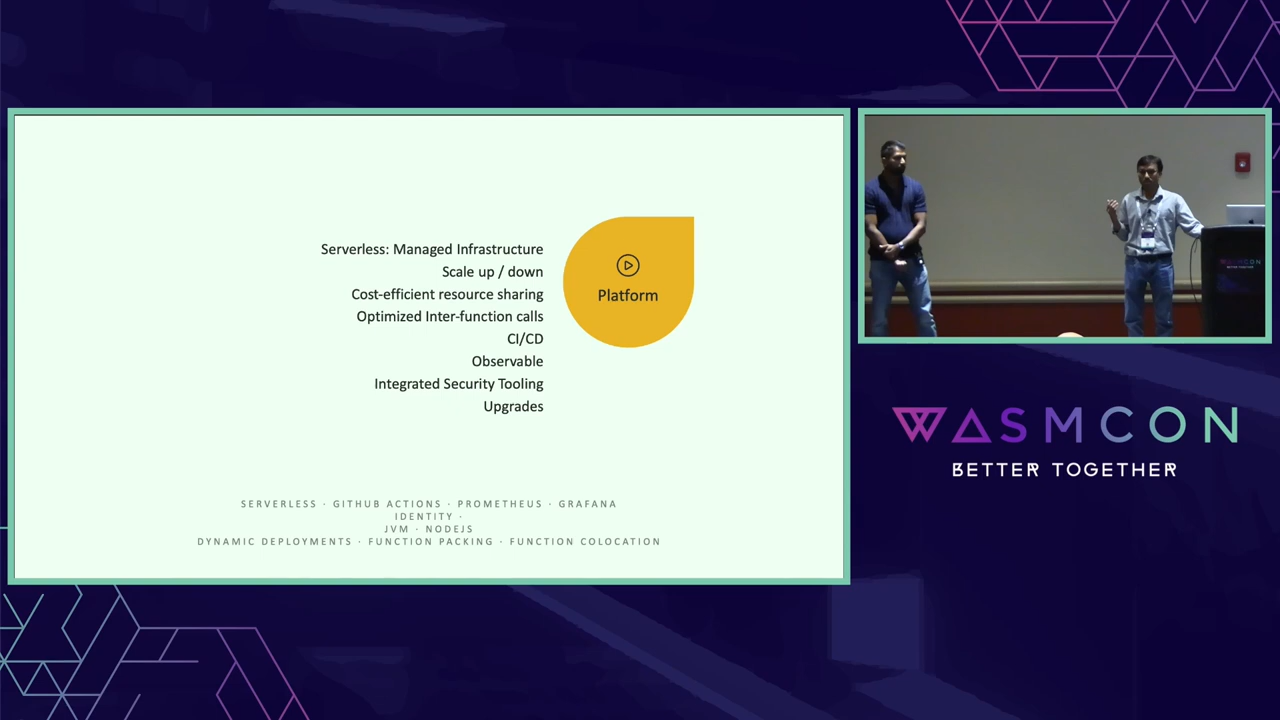 Serverless: Managed Infrastructure
Scale up / down
Cost-efficient resource sharing
Optimized Inter-function calls
CI/CD
Observable
Integrated Security Tooling
Upgrades
Platform
SERVERLESS · GITHUB ACTIONS · PROMETHEUS · GRAFANA
IDENTITY ·
JVM · NODEJS
DYNAMIC DEPLOYMENTS · FUNCTION PACKING · FUNCTION COLOCATION
WASMCON
WASMCON
BETTER TOGETHER